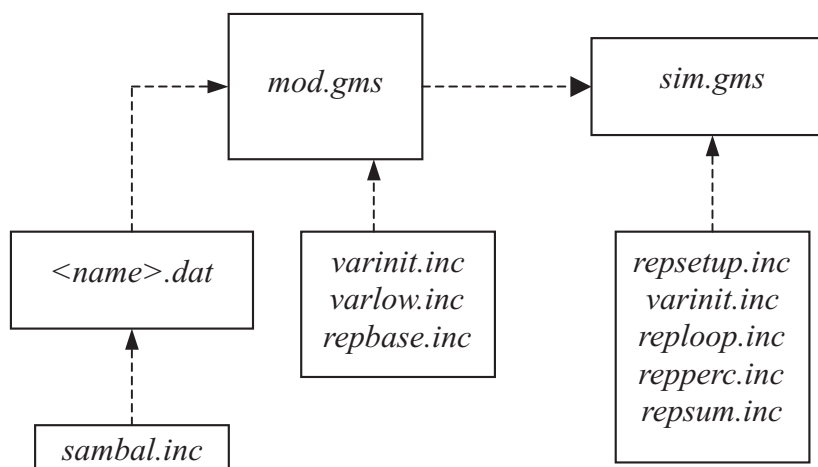 mod.gms
sim.gms
<name>.dat
varinit.inc
varlow.inc
repbase.inc
repsetup.inc
varinit.inc
reploop.inc
repperc.inc
repsum.inc
sambal.inc